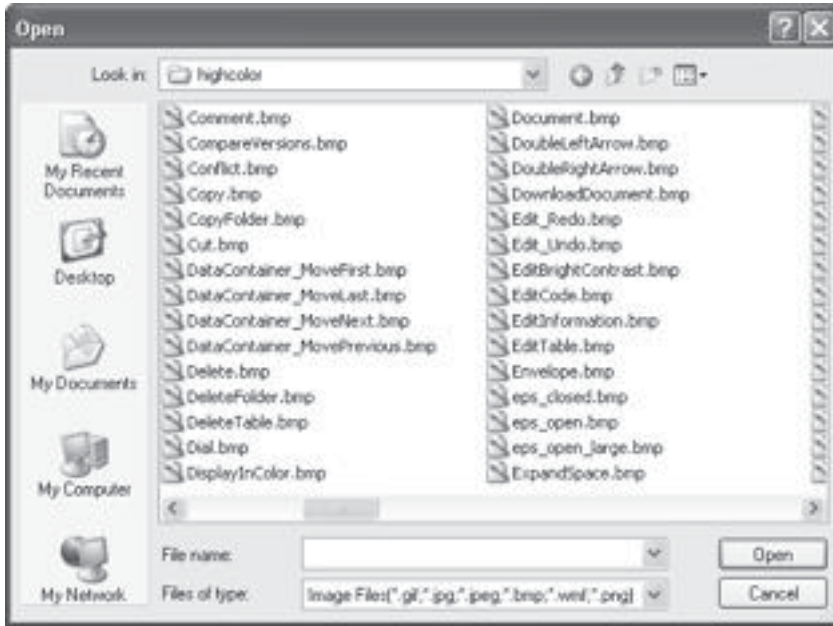 Open
Look in: highcolor
My Recent
Documents
Desktop
My Documents
My Computer
My Network
Comment.bmp
CompareVersions.bmp
Conflict.bmp
Copy.bmp
CopyFolder.bmp
Cut.bmp
DataContainer_MoveFirst.bmp
DataContainer_MoveLast.bmp
DataContainer_MoveNext.bmp
DataContainer_MovePrevious.bmp
Delete.bmp
DeleteFolder.bmp
DeleteTable.bmp
Dial.bmp
DisplayInColor.bmp
Document.bmp
DoubleLeftArrow.bmp
DoubleRightArrow.bmp
DownloadDocument.bmp
Edit_Redo.bmp
Edit_Undo.bmp
EditBrightContrast.bmp
EditCode.bmp
EditInformation.bmp
EditTable.bmp
Envelope.bmp
eps_closed.bmp
eps_open.bmp
eps_open_large.bmp
ExpandSpace.bmp
File name:
Open
Files of type: Image Files(*.gif;*.jpg;*.jpeg;*.bmp;*.wmf;*.png)
Cancel